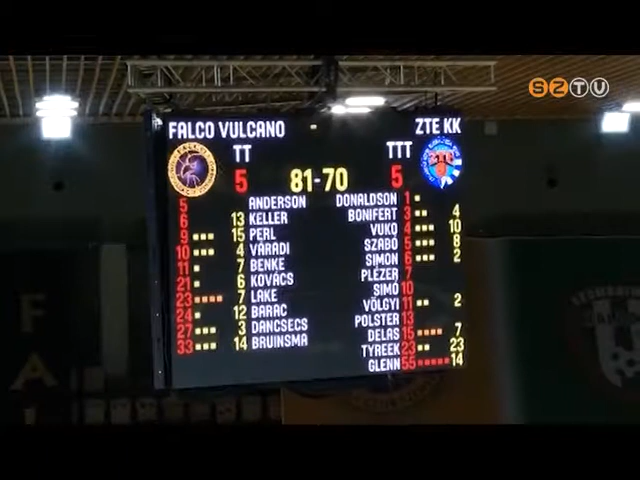 SZTV
FALCO VULCANO ZTE KK
TT TTT
5 81-70 5
ZTE
5 ANDERSON DONALDSON 1
6 13 KELLER BONIFERT 3 4
9 15 PERL VUKO 4 10
10 4 VÁRADI SZABÓ 5 8
11 7 BENKE SIMON 6 2
21 6 KOVÁCS PLÉZER 7
23 7 LAKE SIMÓ 10
24 12 BARAC VÖLGYI 11 2
27 3 DANCSECS POLSTER 13
33 14 BRUINSMA DELAS 15 7
TYREEK 23 23
GLENN 55 14
F
A